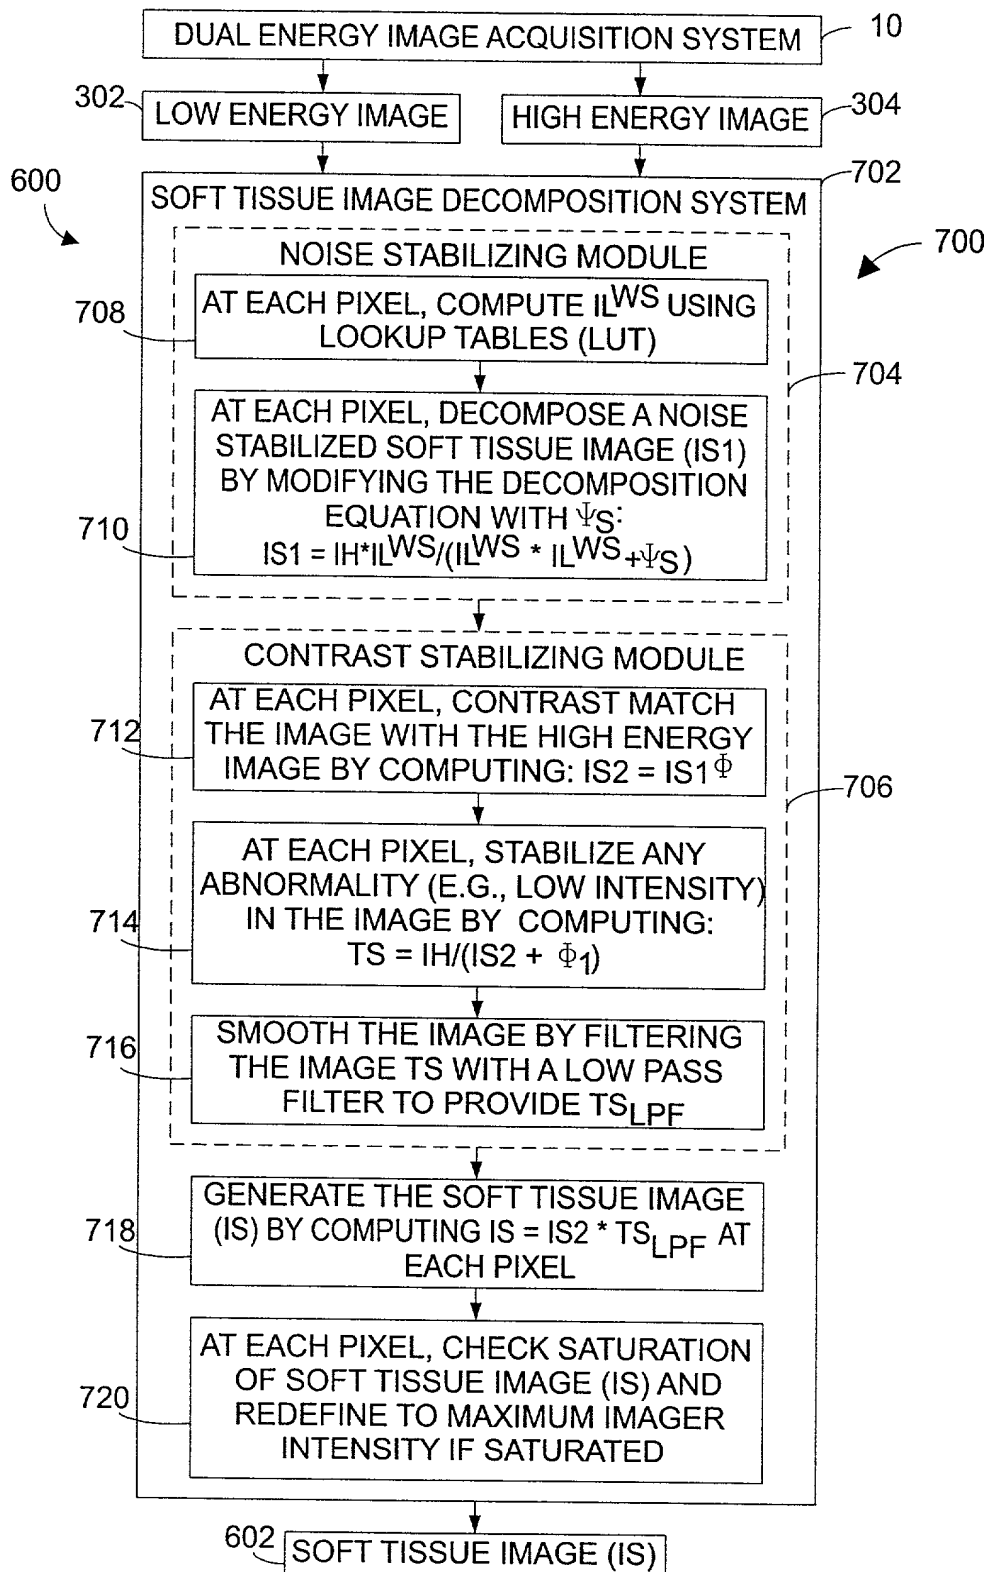 DUAL ENERGY IMAGE ACQUISITION SYSTEM
10
302
LOW ENERGY IMAGE
HIGH ENERGY IMAGE
304
600
702
SOFT TISSUE IMAGE DECOMPOSITION SYSTEM
700
NOISE STABILIZING MODULE
708
AT EACH PIXEL, COMPUTE IL^WS USING
LOOKUP TABLES (LUT)
704
AT EACH PIXEL, DECOMPOSE A NOISE
STABILIZED SOFT TISSUE IMAGE (IS1)
BY MODIFYING THE DECOMPOSITION
EQUATION WITH Ψ_S:
710
IS1 = IH*IL^WS/(IL^WS * IL^WS+Ψ_S)
CONTRAST STABILIZING MODULE
712
AT EACH PIXEL, CONTRAST MATCH
THE IMAGE WITH THE HIGH ENERGY
IMAGE BY COMPUTING: IS2 = IS1^Φ
706
AT EACH PIXEL, STABILIZE ANY
ABNORMALITY (E.G., LOW INTENSITY)
714
IN THE IMAGE BY COMPUTING:
TS = IH/(IS2 + Φ_1)
716
SMOOTH THE IMAGE BY FILTERING
THE IMAGE TS WITH A LOW PASS
FILTER TO PROVIDE TS_LPF
718
GENERATE THE SOFT TISSUE IMAGE
(IS) BY COMPUTING IS = IS2 * TS_LPF AT
EACH PIXEL
720
AT EACH PIXEL, CHECK SATURATION
OF SOFT TISSUE IMAGE (IS) AND
REDEFINE TO MAXIMUM IMAGER
INTENSITY IF SATURATED
602
SOFT TISSUE IMAGE (IS)